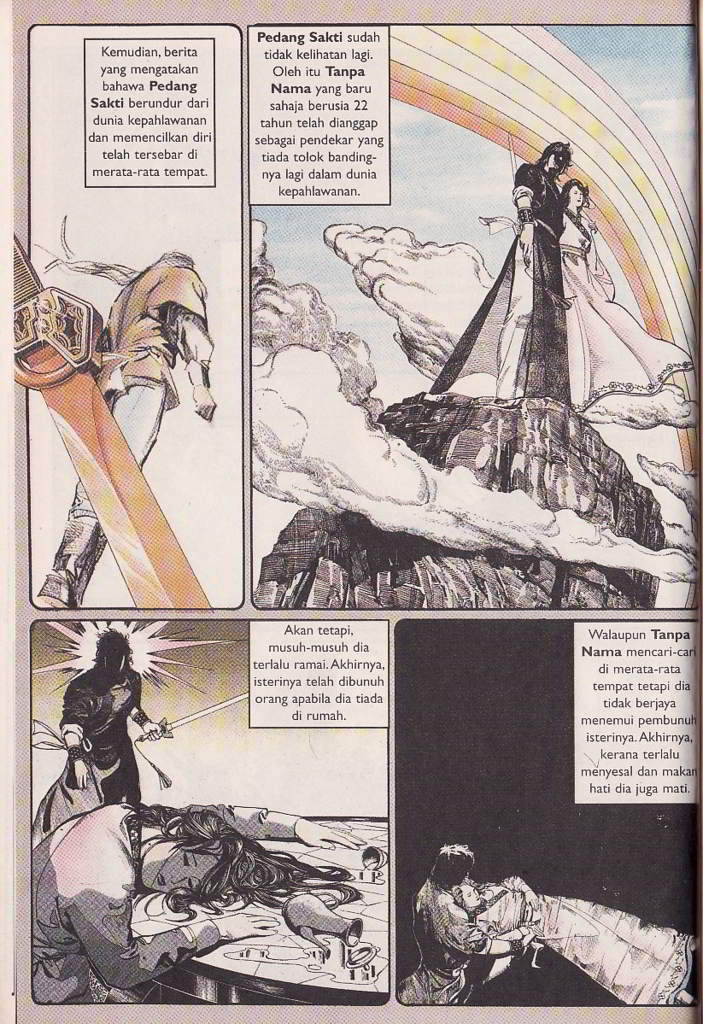 Kemudian, berita
yang mengatakan
bahawa Pedang
Sakti berundur dari
dunia kepahlawanan
dan memencilkan diri
telah tersebar di
merata-rata tempat.
Pedang Sakti sudah
tidak kelihatan lagi.
Oleh itu Tanpa
Nama yang baru
sahaja berusia 22
tahun telah dianggap
sebagai pendekar yang
tiada tolok banding-
nya lagi dalam dunia
kepahlawanan.
Akan tetapi,
musuh-musuh dia
terlalu ramai. Akhirnya,
isterinya telah dibunuh
orang apabila dia tiada
di rumah.
Walaupun Tanpa
Nama mencari-cari
di merata-rata
tempat tetapi dia
tidak berjaya
menemui pembunuh
isterinya. Akhirnya,
kerana terlalu
menyesal dan makan
hati dia juga mati.